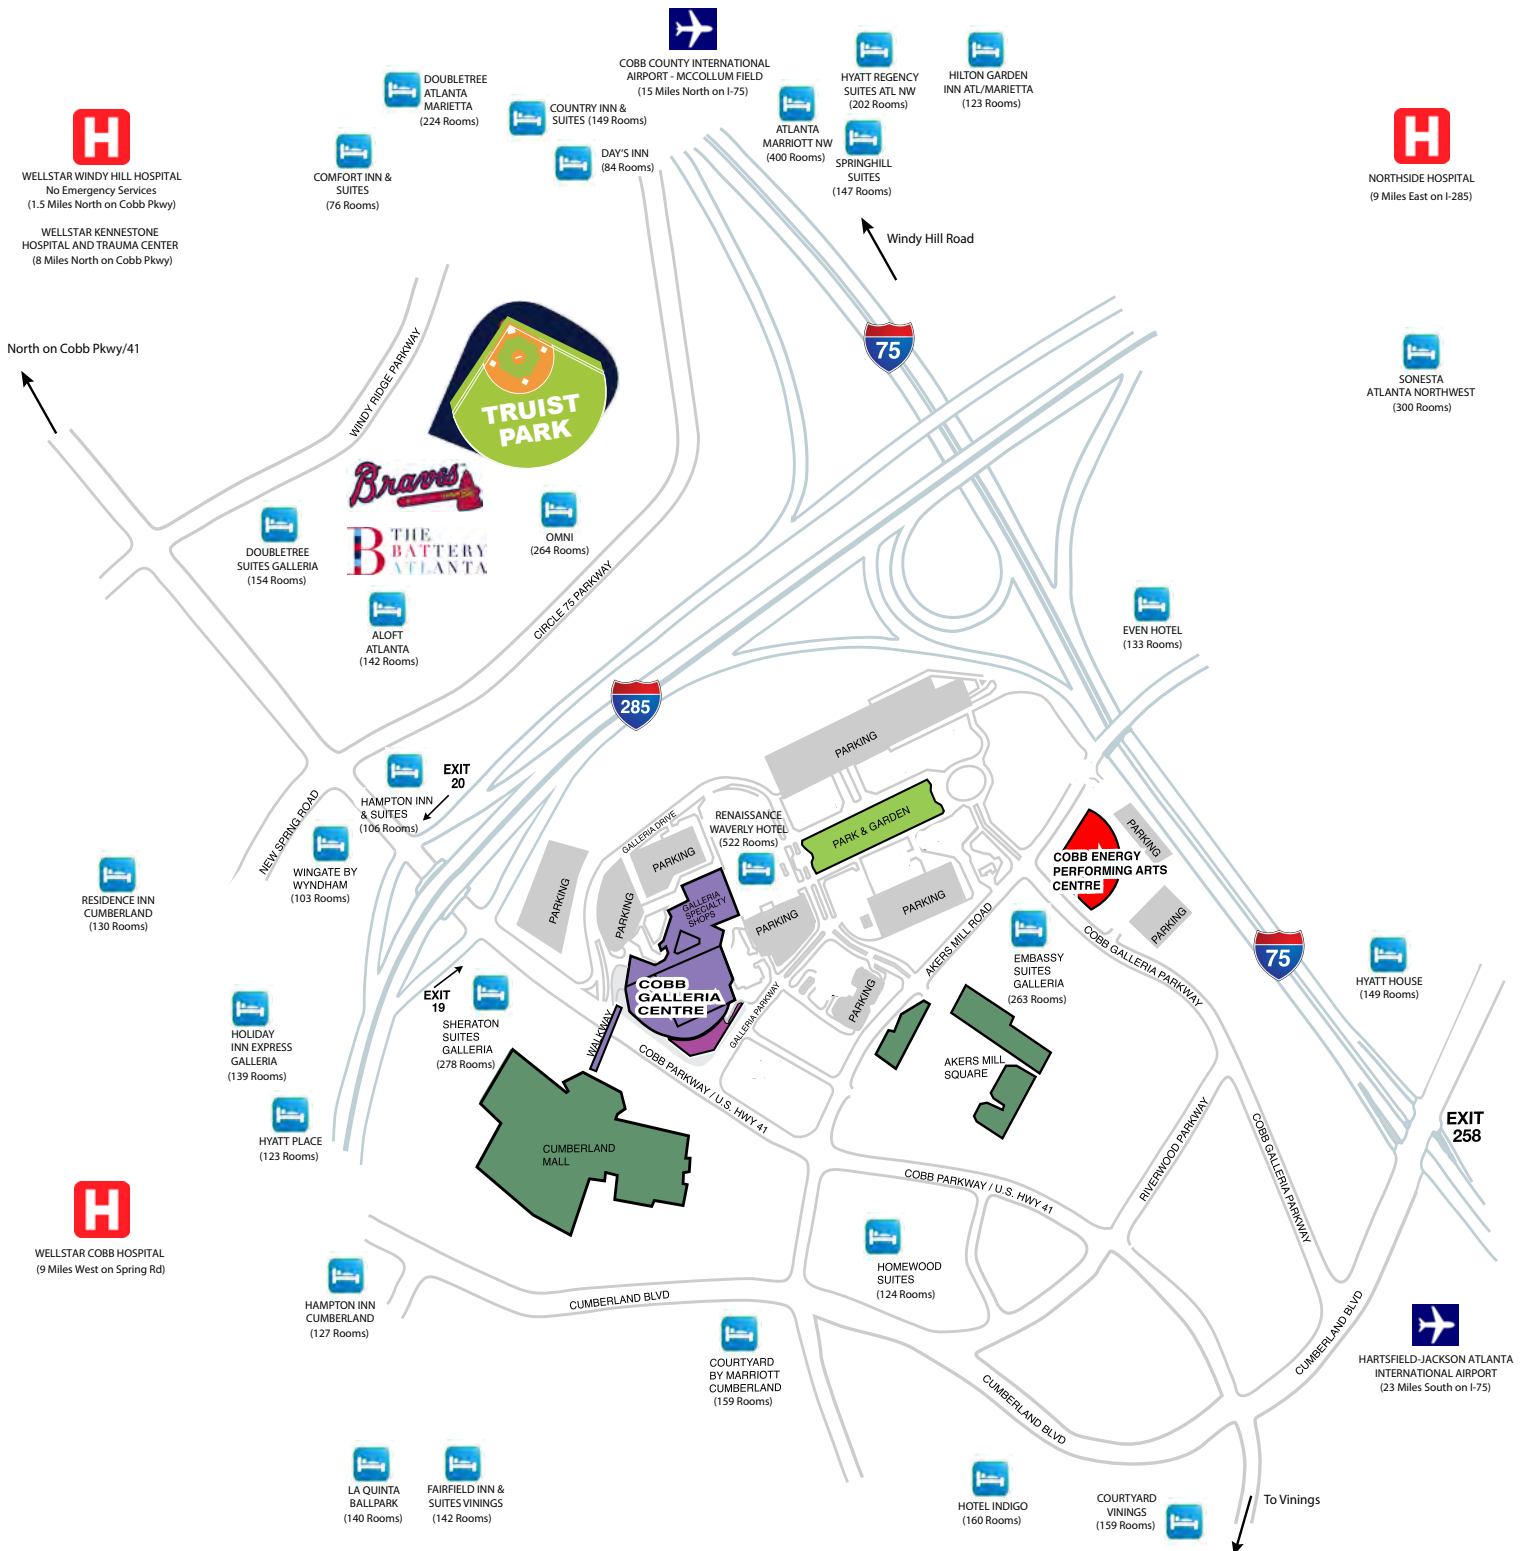 COBB COUNTY INTERNATIONAL
AIRPORT - MCCOLLUM FIELD
(15 Miles North on I-75)
HYATT REGENCY
SUITES ATL NW
(202 Rooms)
HILTON GARDEN
INN ATL/MARIETTA
(123 Rooms)
DOUBLETREE
ATLANTA
MARIETTA
(224 Rooms)
COUNTRY INN &
SUITES (149 Rooms)
ATLANTA
MARRIOTT NW
(400 Rooms)
DAY'S INN
(84 Rooms)
SPRINGHILL
SUITES
(147 Rooms)
COMFORT INN &
SUITES
(76 Rooms)
H
WELLSTAR WINDY HILL HOSPITAL
No Emergency Services
(1.5 Miles North on Cobb Pkwy)
WELLSTAR KENNESTONE
HOSPITAL AND TRAUMA CENTER
(8 Miles North on Cobb Pkwy)
H
NORTHSIDE HOSPITAL
(9 Miles East on I-285)
Windy Hill Road
North on Cobb Pkwy/41
WINDY RIDGE PARKWAY
75
TRUIST
PARK
Braves
THE
BATTERY
ATLANTA
B
SONESTA
ATLANTA NORTHWEST
(300 Rooms)
DOUBLETREE
SUITES GALLERIA
(154 Rooms)
OMNI
(264 Rooms)
ALOFT
ATLANTA
(142 Rooms)
CIRCLE 75 PARKWAY
EVEN HOTEL
(133 Rooms)
285
PARKING
EXIT
20
HAMPTON INN
& SUITES
(106 Rooms)
NEW SPRNG ROAD
WINGATE BY
WYNDHAM
(103 Rooms)
RESIDENCE INN
CUMBERLAND
(130 Rooms)
GALLERIA DRIVE
RENAISSANCE
WAVERLY HOTEL
(522 Rooms)
PARK & GARDEN
PARKING
PARKING
PARKING
PARKING
PARKING
PARKING
GALLERIA
SPECIALTY
SHOPS
COBB ENERGY
PERFORMING ARTS
CENTRE
PARKING
PARKING
AKERS MILL ROAD
COBB GALLERIA PARKWAY
75
EMBASSY
SUITES
GALLERIA
(263 Rooms)
HYATT HOUSE
(149 Rooms)
EXIT
19
SHERATON
SUITES
GALLERIA
(278 Rooms)
HOLIDAY
INN EXPRESS
GALLERIA
(139 Rooms)
COBB
GALLERIA
CENTRE
WALKWAY
GALLERIA PARKWAY
COBB PARKWAY / U.S. HWY 41
AKERS MILL
SQUARE
HYATT PLACE
(123 Rooms)
CUMBERLAND
MALL
EXIT
258
COBB PARKWAY / U.S. HWY 41
RIVERWOOD PARKWAY
COBB GALLERIA PARKWAY
H
WELLSTAR COBB HOSPITAL
(9 Miles West on Spring Rd)
HOMEWOOD
SUITES
(124 Rooms)
HAMPTON INN
CUMBERLAND
(127 Rooms)
CUMBERLAND BLVD
COURTYARD
BY MARRIOTT
CUMBERLAND
(159 Rooms)
CUMBERLAND BLVD
CUMBERLAND BLVD
HARTSFIELD-JACKSON ATLANTA
INTERNATIONAL AIRPORT
(23 Miles South on I-75)
LA QUINTA
BALLPARK
(140 Rooms)
FAIRFIELD INN &
SUITES VININGS
(142 Rooms)
HOTEL INDIGO
(160 Rooms)
COURTYARD
VININGS
(159 Rooms)
To Vinings